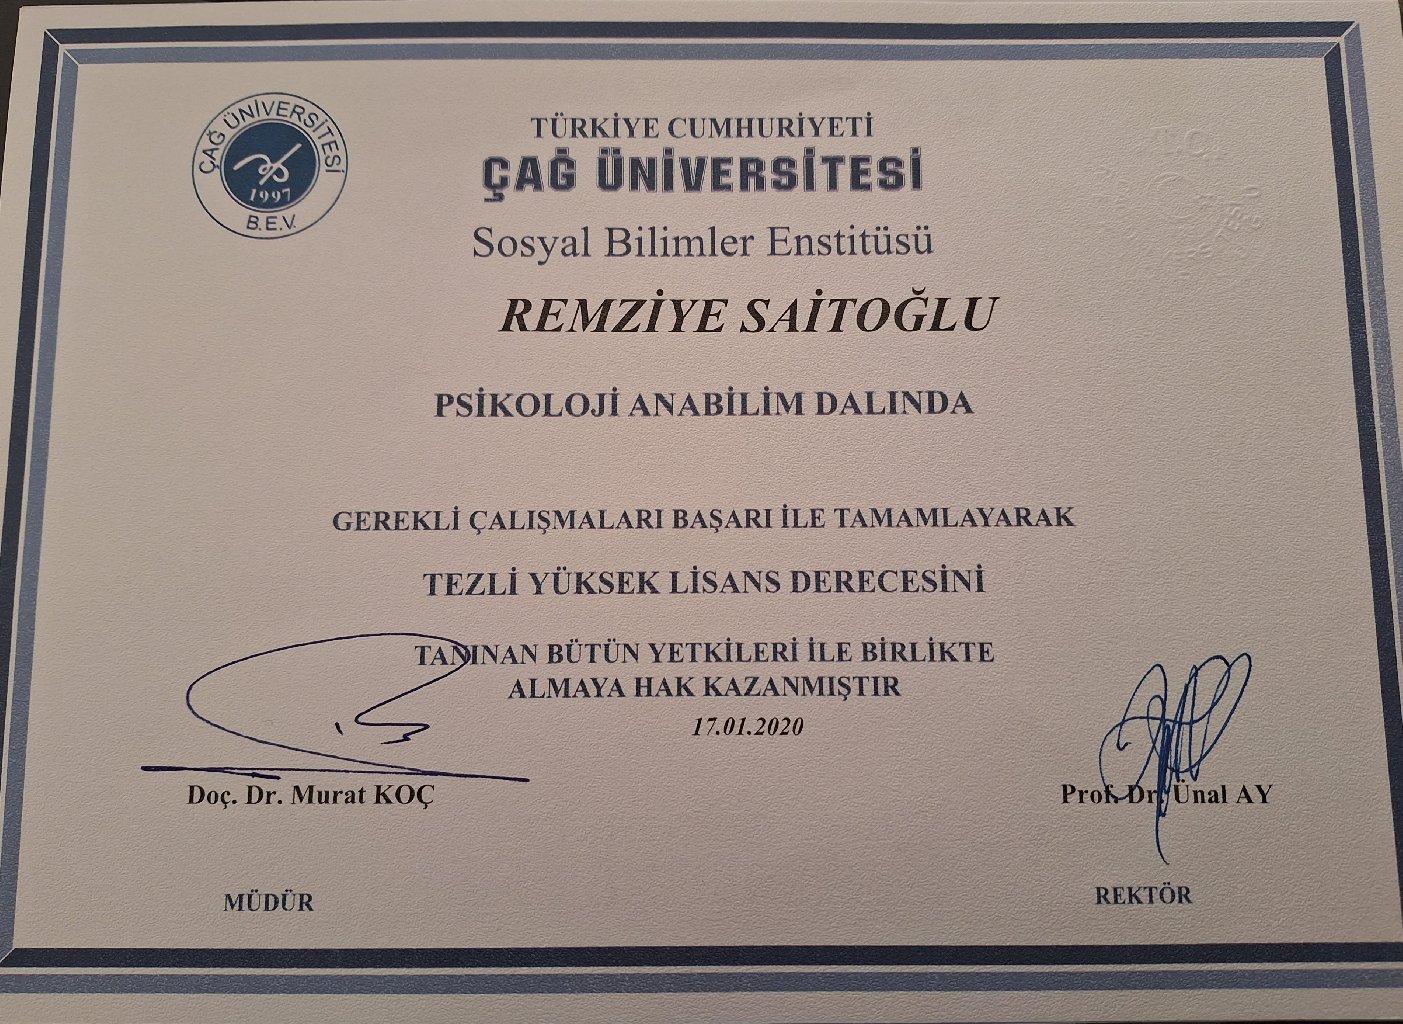 ÇAĞ ÜNİVERSİTESİ
1997
B.E.V.
TÜRKİYE CUMHURİYETİ
ÇAĞ ÜNİVERSİTESİ
Sosyal Bilimler Enstitüsü
REMZİYE SAİTOĞLU
PSİKOLOJİ ANABİLİM DALINDA
GEREKLİ ÇALIŞMALARI BAŞARI İLE TAMAMLAYARAK
TEZLİ YÜKSEK LİSANS DERECESİNİ
TANINAN BÜTÜN YETKİLERİ İLE BİRLİKTE
ALMAYA HAK KAZANMIŞTIR
17.01.2020
Doç. Dr. Murat KOÇ
MÜDÜR
Prof. Dr. Ünal AY
REKTÖR